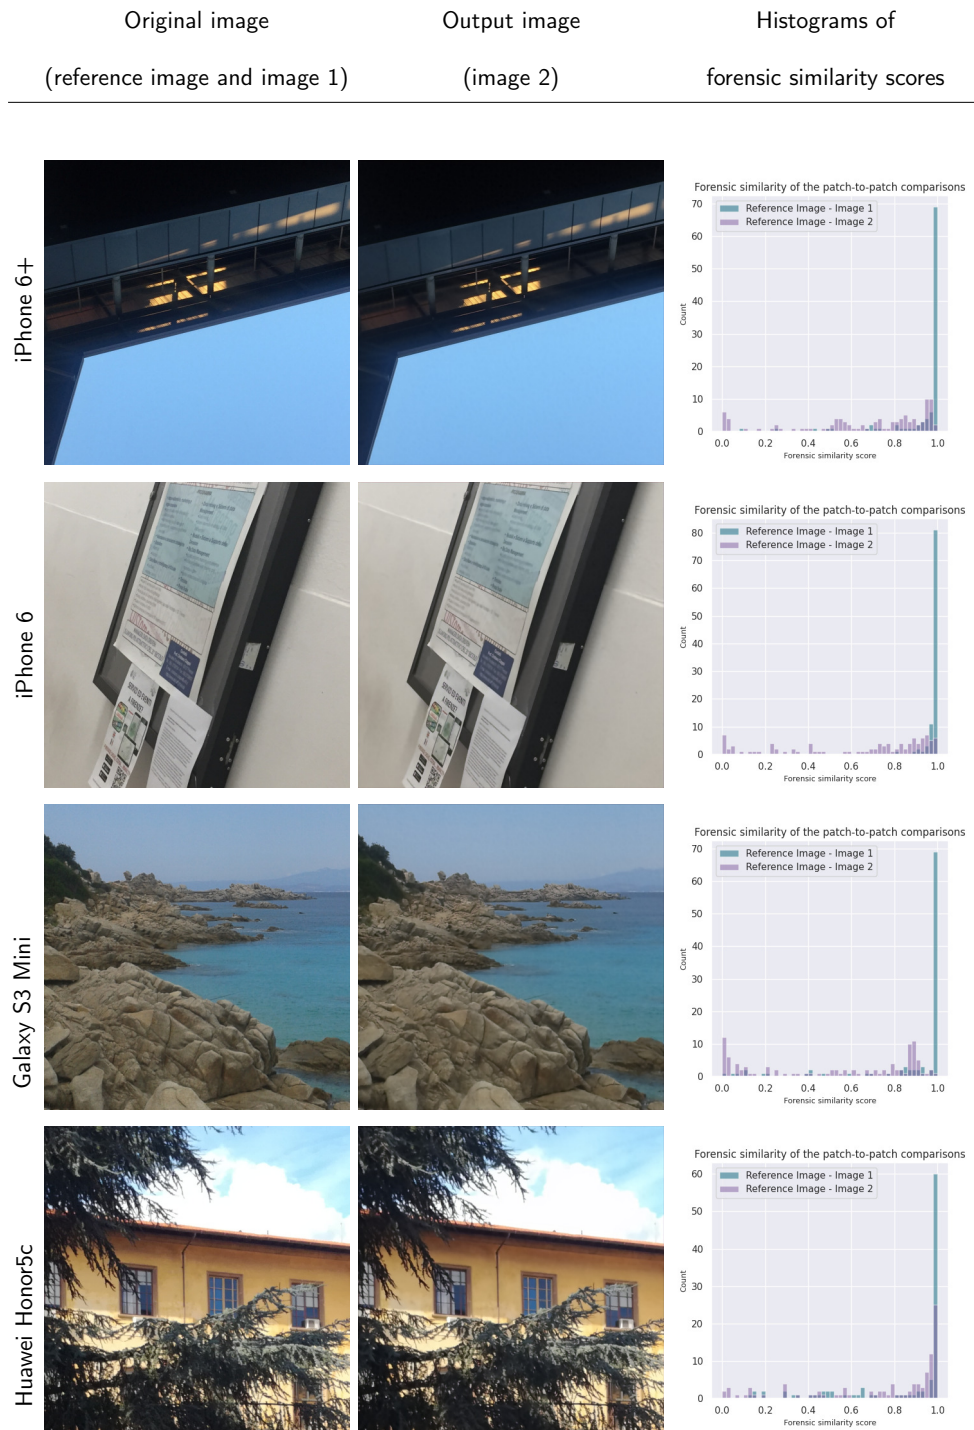 Original image
(reference image and image 1)
Output image
(image 2)
Histograms of
forensic similarity scores
iPhone 6+
Forensic similarity of the patch-to-patch comparisons
Reference Image - Image 1
Reference Image - Image 2
70
60
50
40
30
20
10
0
Count
0.0 0.2 0.4 0.6 0.8 1.0
Forensic similarity score
iPhone 6
Forensic similarity of the patch-to-patch comparisons
Reference Image - Image 1
Reference Image - Image 2
80
70
60
50
40
30
20
10
0
Count
0.0 0.2 0.4 0.6 0.8 1.0
Forensic similarity score
Galaxy S3 Mini
Forensic similarity of the patch-to-patch comparisons
Reference Image - Image 1
Reference Image - Image 2
70
60
50
40
30
20
10
0
Count
0.0 0.2 0.4 0.6 0.8 1.0
Forensic similarity score
Huawei Honor5c
Forensic similarity of the patch-to-patch comparisons
Reference Image - Image 1
Reference Image - Image 2
60
50
40
30
20
10
0
Count
0.0 0.2 0.4 0.6 0.8 1.0
Forensic similarity score